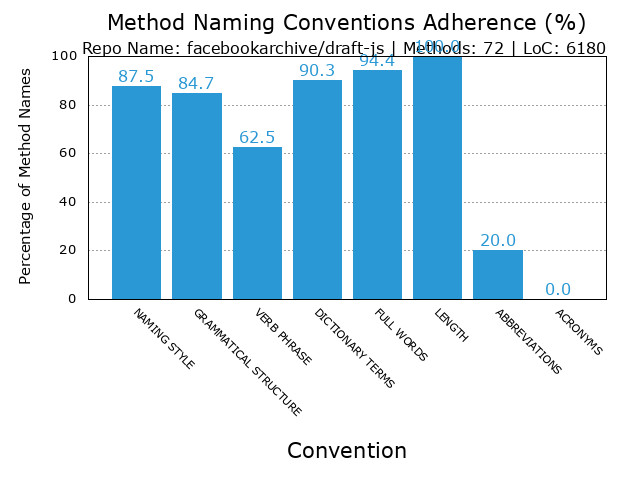 Method Naming Conventions Adherence (%)
Repo Name: facebookarchive/draft-js | Methods: 72 | LoC: 6180
Percentage of Method Names
100
80
60
40
20
0
87.5
84.7
62.5
90.3
94.4
100.0
20.0
0.0
NAMING STYLE
GRAMMATICAL STRUCTURE
VERB PHRASE
DICTIONARY TERMS
FULL WORDS
LENGTH
ABBREVIATIONS
ACRONYMS
Convention